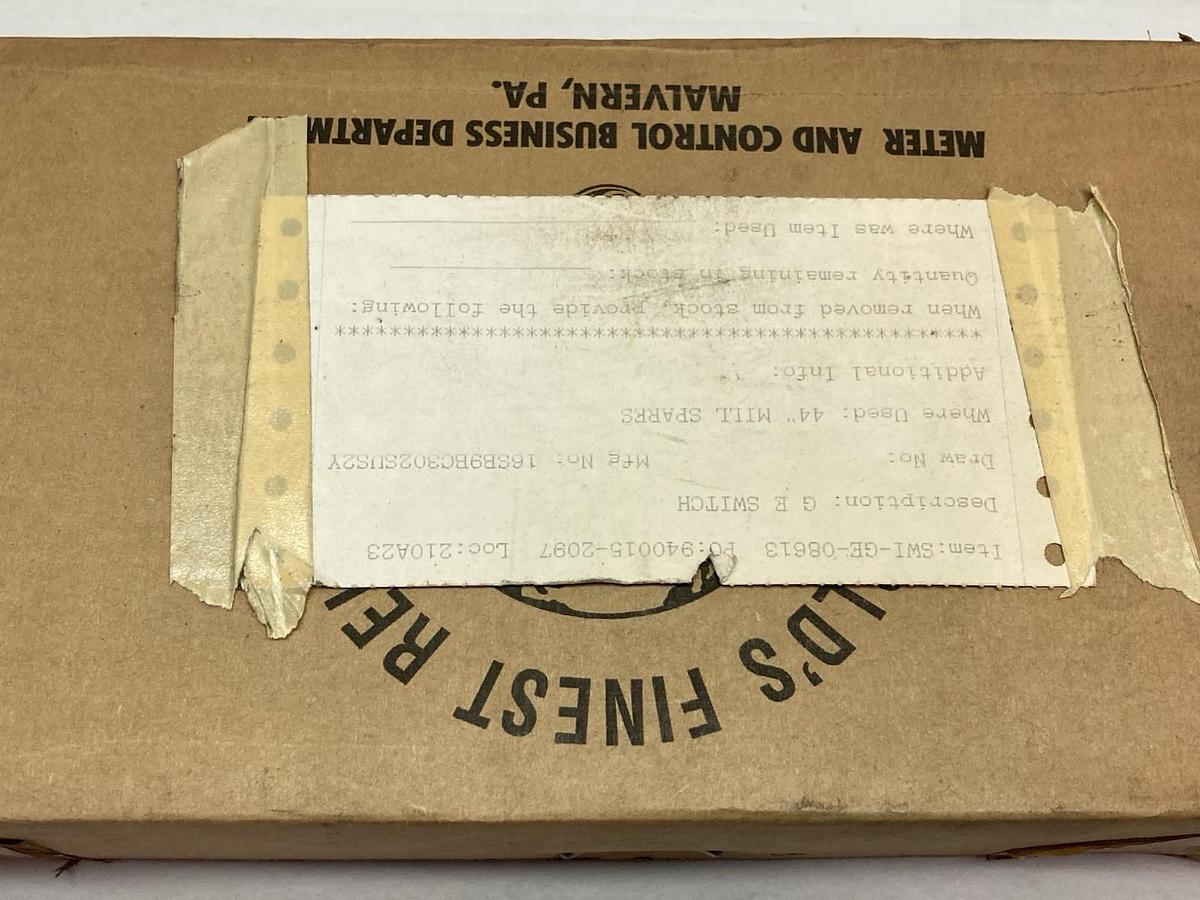 Item:SWI-GE-08613 PO:940015-2097 Loc:210A23
Description: G E SWITCH
Draw No: Mfg No: 16SB9BC302SUS2Y
Where Used: 44" MILL SPARES
Additional Info:
**************************************************
When removed from stock, provide the following:
Quantity remaining in stock:
Where was Item Used:
METER AND CONTROL BUSINESS DEPARTM
MALVERN, PA.
LD'S FINEST REL